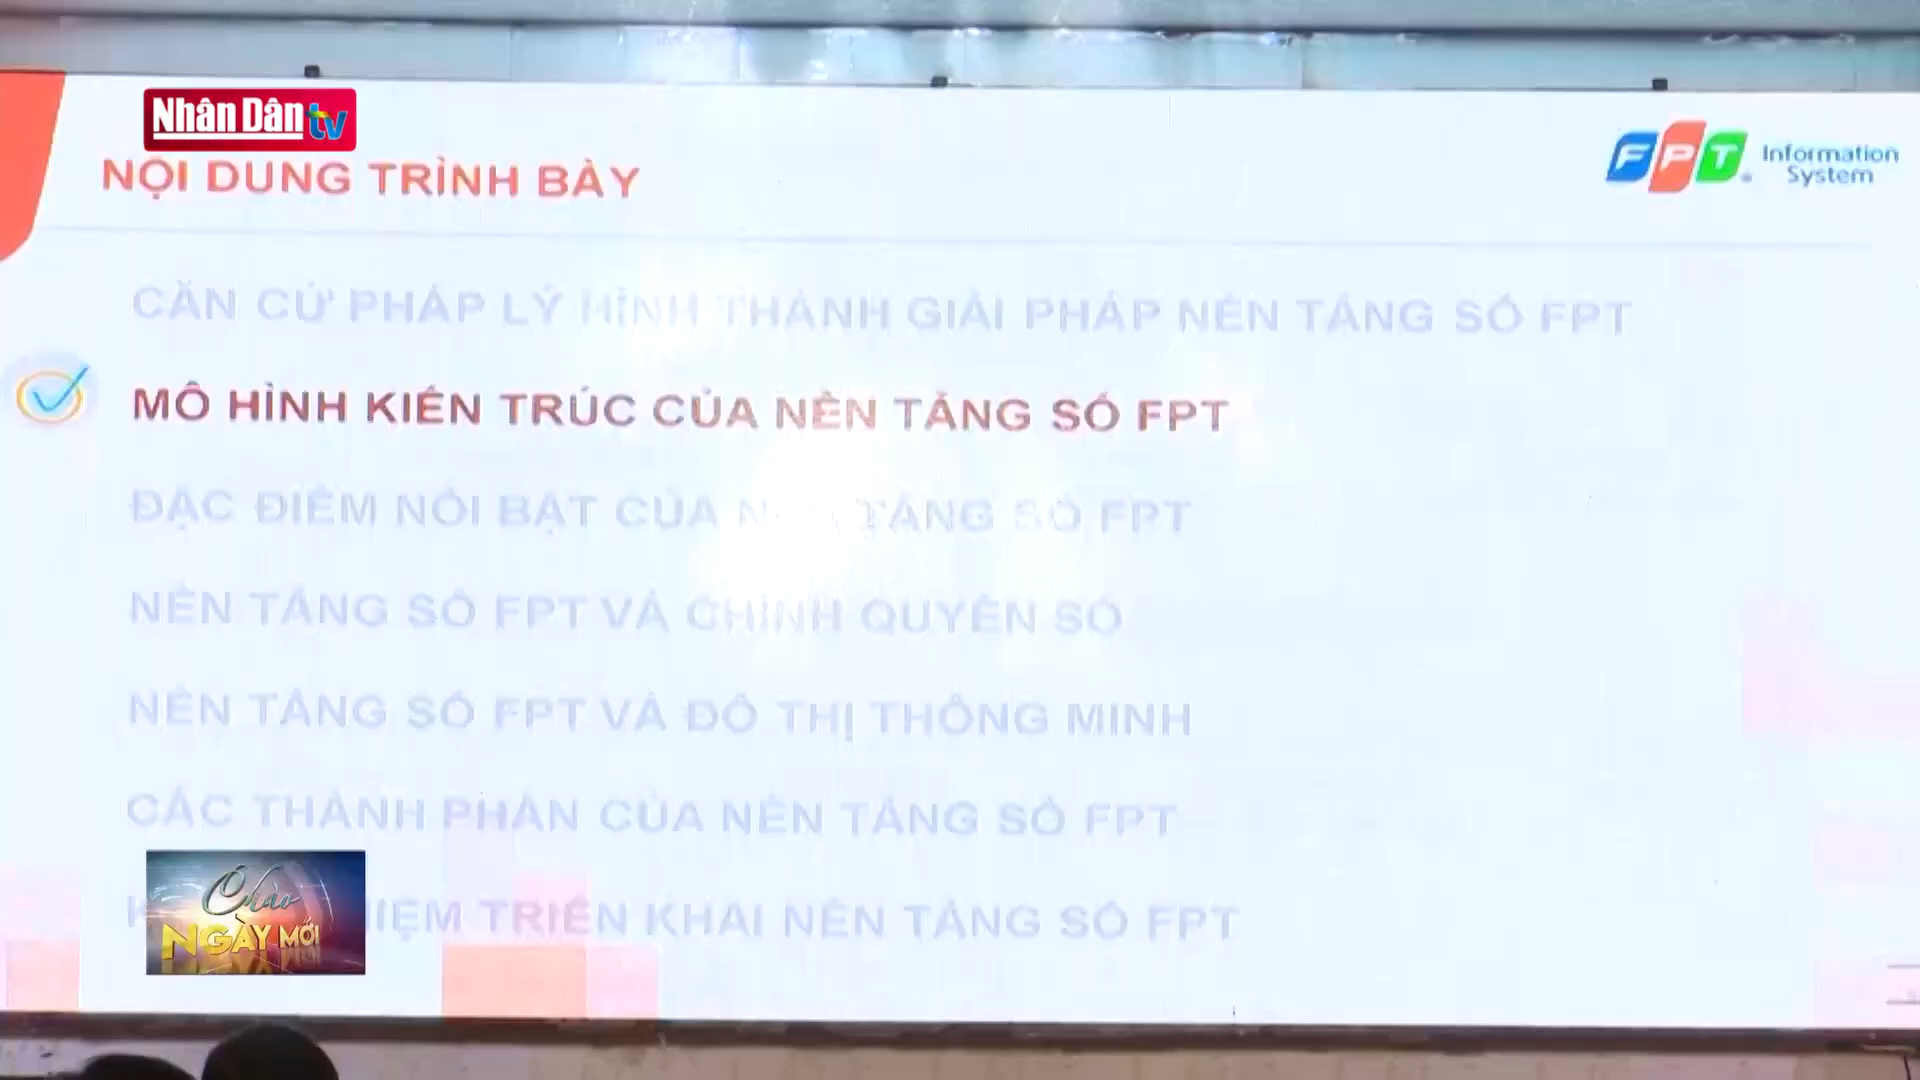 Nhân Dân tv
NỘI DUNG TRÌNH BÀY
FPT Information
System
CĂN CỨ PHÁP LÝ HÌNH THÀNH GIẢI PHÁP NỀN TẢNG SỐ FPT
MÔ HÌNH KIẾN TRÚC CỦA NỀN TẢNG SỐ FPT
ĐẶC ĐIỂM NỔI BẬT CỦA NỀN TẢNG SỐ FPT
NỀN TẢNG SỐ FPT VÀ CHÍNH QUYỀN SỐ
NỀN TẢNG SỐ FPT VÀ ĐÔ THỊ THÔNG MINH
CÁC THÀNH PHẦN CỦA NỀN TẢNG SỐ FPT
TRIỂN KHAI NỀN TẢNG SỐ FPT
Chào
NGÀY MỚI